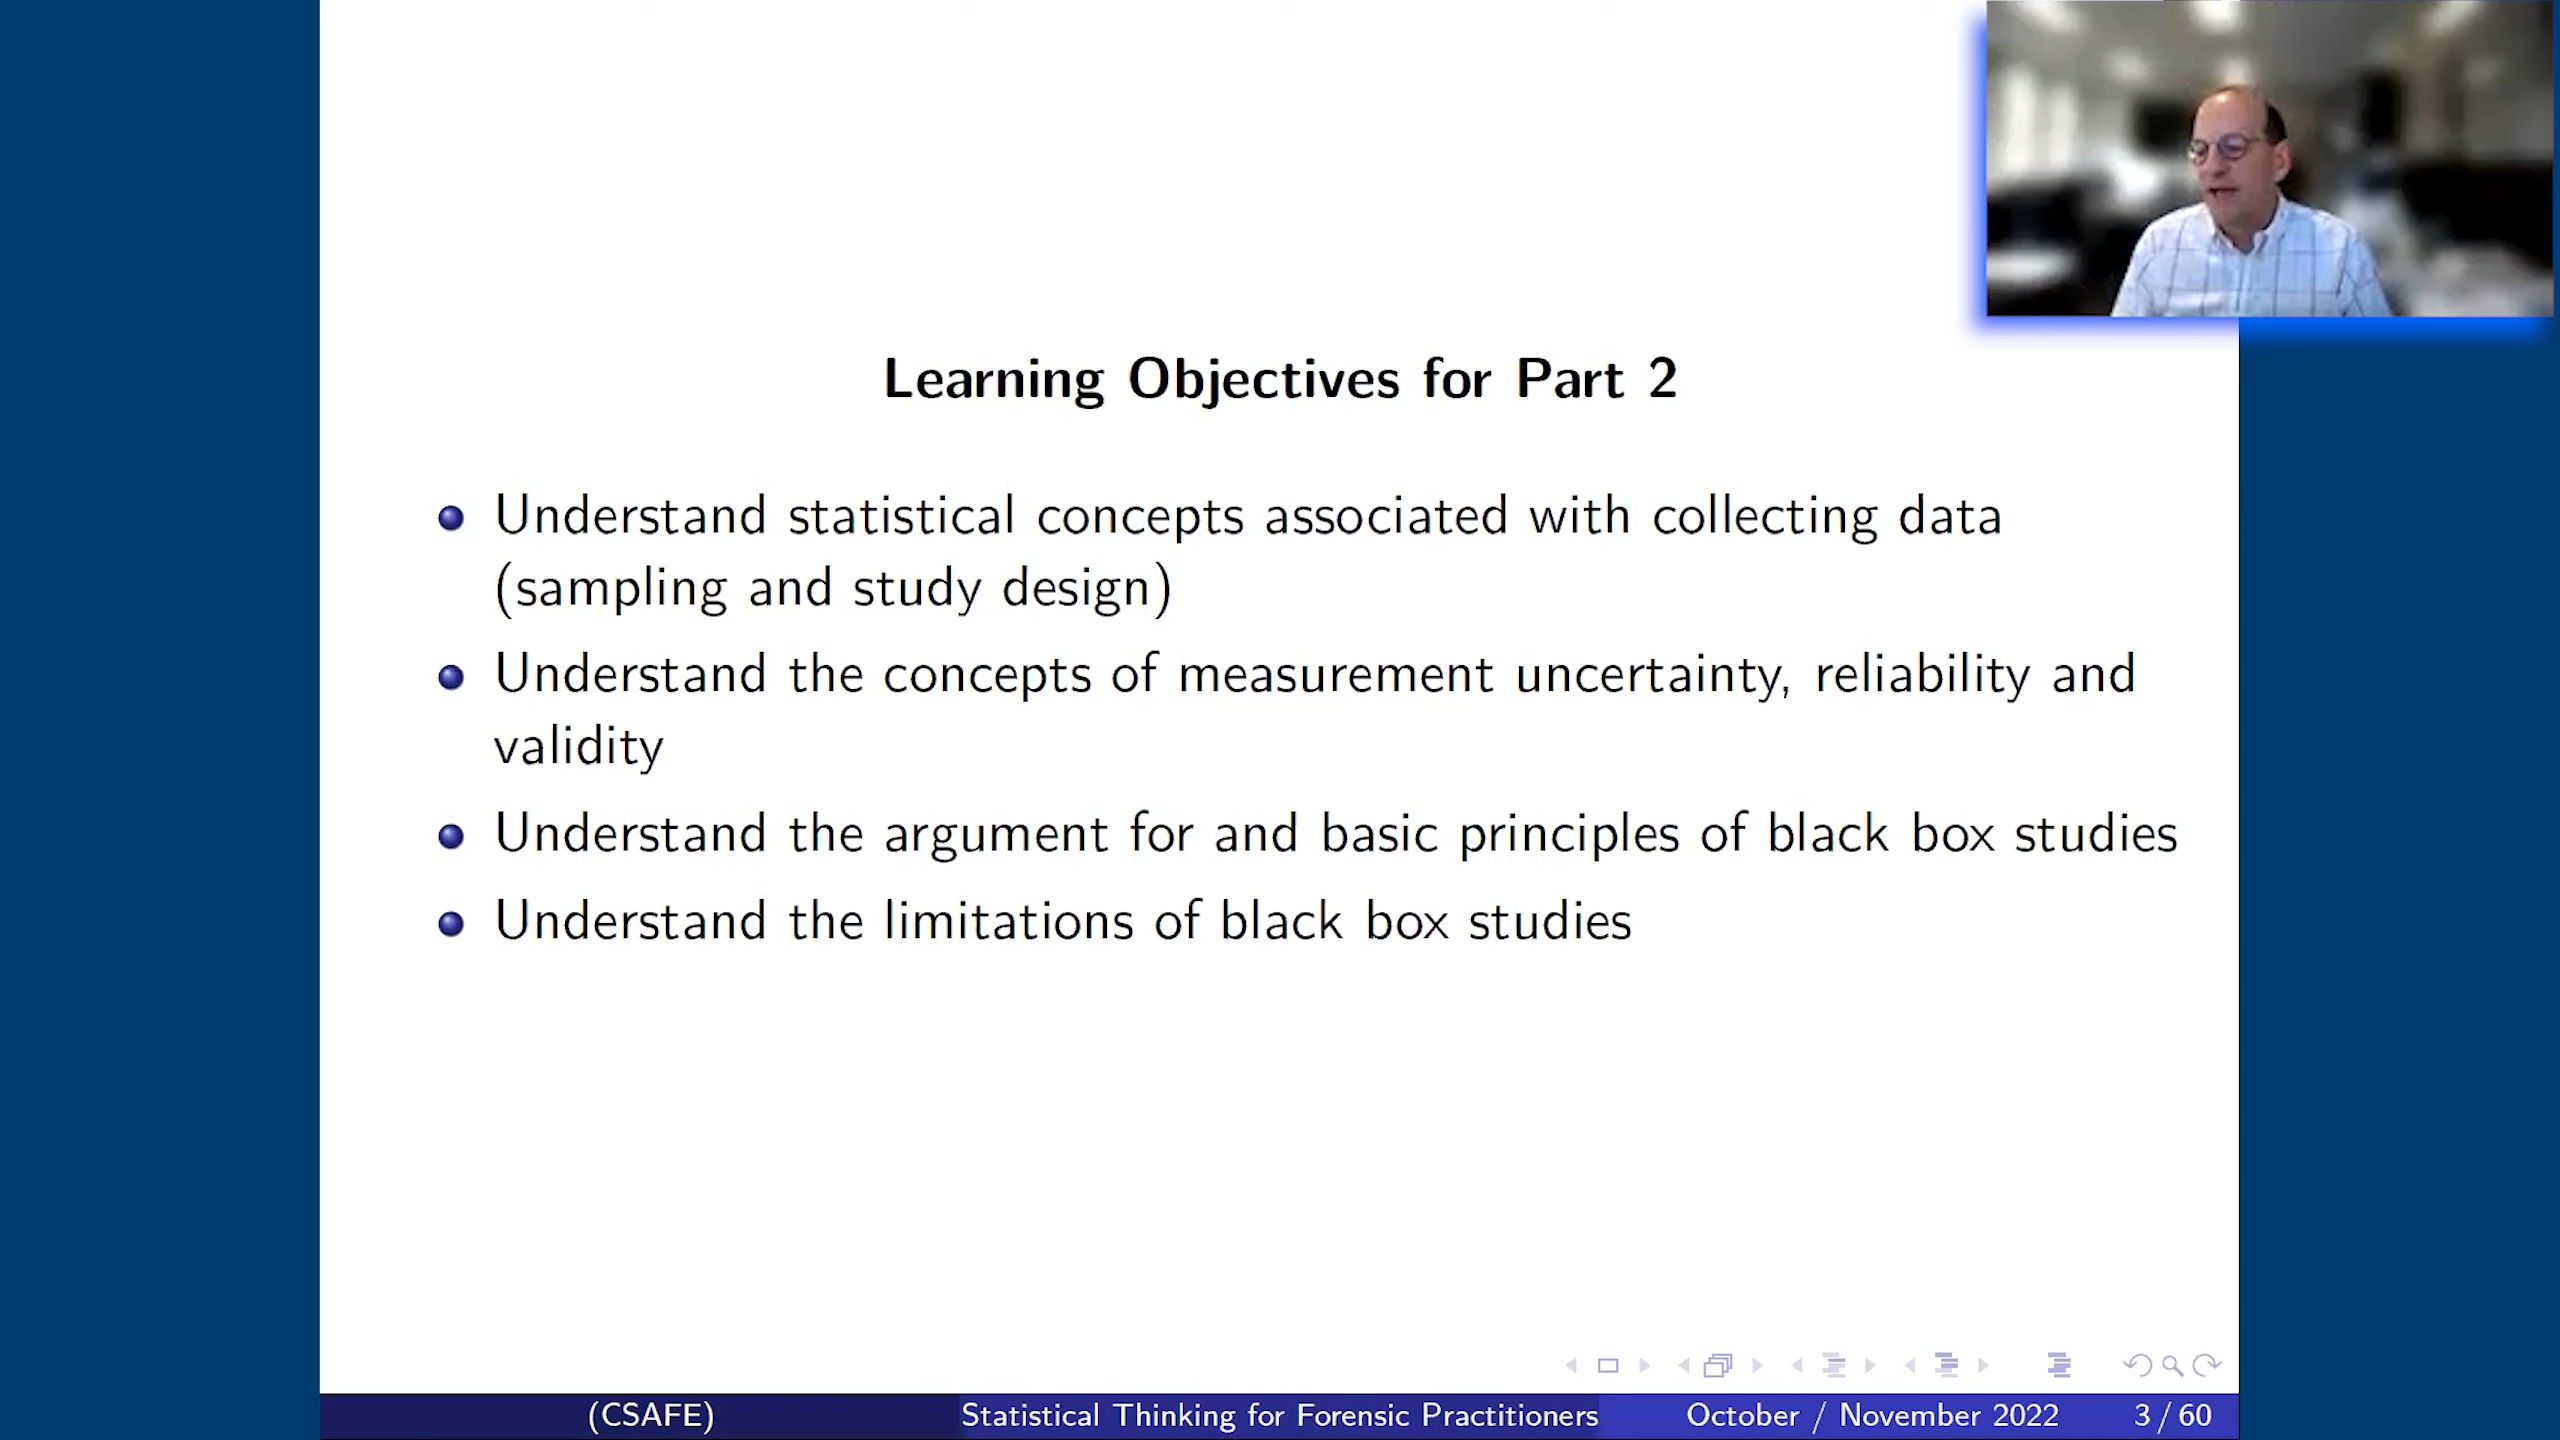 Learning Objectives for Part 2
Understand statistical concepts associated with collecting data
(sampling and study design)
Understand the concepts of measurement uncertainty, reliability and
validity
Understand the argument for and basic principles of black box studies
Understand the limitations of black box studies
(CSAFE) Statistical Thinking for Forensic Practitioners October / November 2022 3 / 60